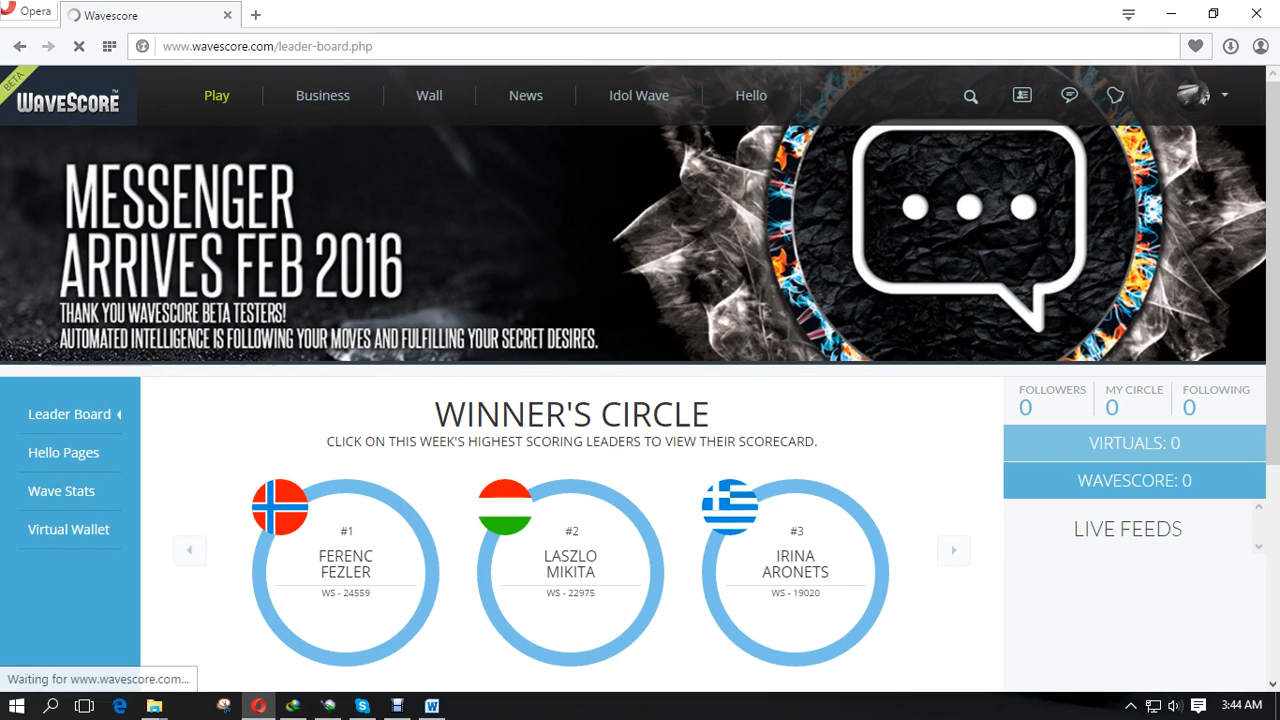 Opera
Wavescore
www.wavescore.com/leader-board.php
BETA
WAVESCORE™
Play
Business
Wall
News
Idol Wave
Hello
MESSENGER
ARRIVES FEB 2016
THANK YOU WAVESCORE BETA TESTERS!
AUTOMATED INTELLIGENCE IS FOLLOWING YOUR MOVES AND FULFILLING YOUR SECRET DESIRES.
Leader Board
Hello Pages
Wave Stats
Virtual Wallet
WINNER'S CIRCLE
CLICK ON THIS WEEK'S HIGHEST SCORING LEADERS TO VIEW THEIR SCORECARD.
#1
FERENC
FEZLER
WS - 24559
#2
LASZLO
MIKITA
WS - 22975
#3
IRINA
ARONETS
WS - 19020
FOLLOWERS
0
MY CIRCLE
0
FOLLOWING
0
VIRTUALS: 0
WAVESCORE: 0
LIVE FEEDS
Waiting for www.wavescore.com...
3:44 AM